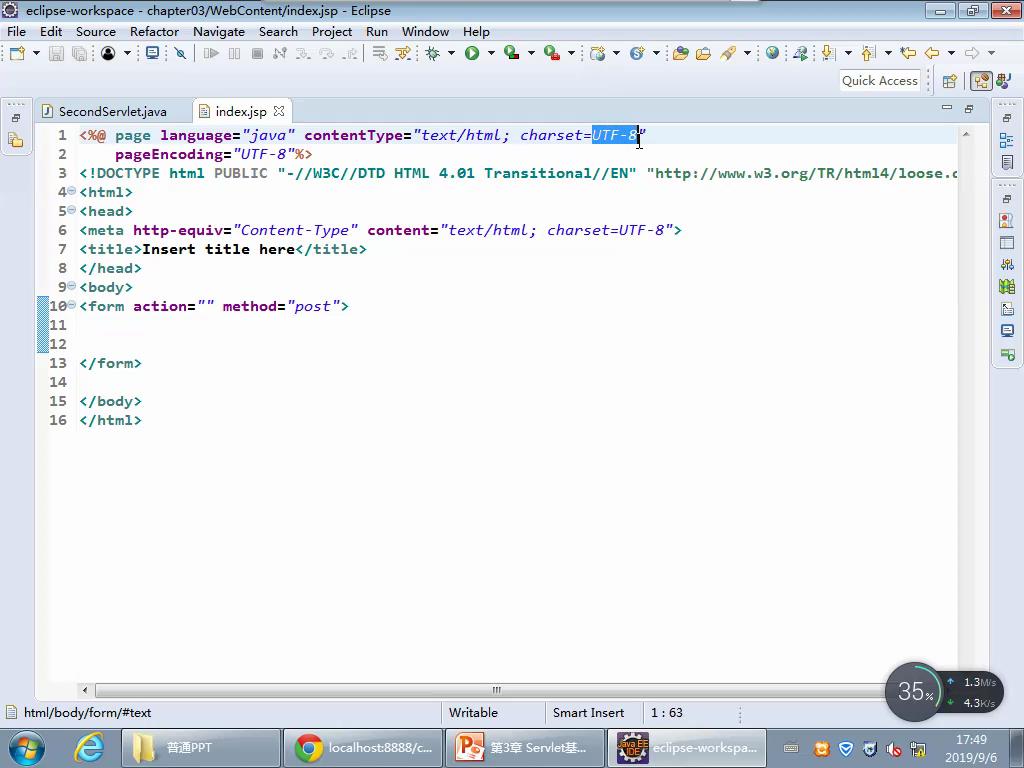 eclipse-workspace - chapter03/WebContent/index.jsp - Eclipse
File Edit Source Refactor Navigate Search Project Run Window Help
Quick Access
SecondServlet.java index.jsp
1 <%@ page language="java" contentType="text/html; charset=UTF-8"
2 pageEncoding="UTF-8"%>
3 <!DOCTYPE html PUBLIC "-//W3C//DTD HTML 4.01 Transitional//EN" "http://www.w3.org/TR/html4/loose.
4 <html>
5 <head>
6 <meta http-equiv="Content-Type" content="text/html; charset=UTF-8">
7 <title>Insert title here</title>
8 </head>
9 <body>
10 <form action="" method="post">
11
12
13 </form>
14
15 </body>
16 </html>
35% 1.3M/s
4.3K/s
html/body/form/#text Writable Smart Insert 1 : 63
普通PPT localhost:8888/c... 第3章 Servlet基... eclipse-workspa... 17:49
2019/9/6